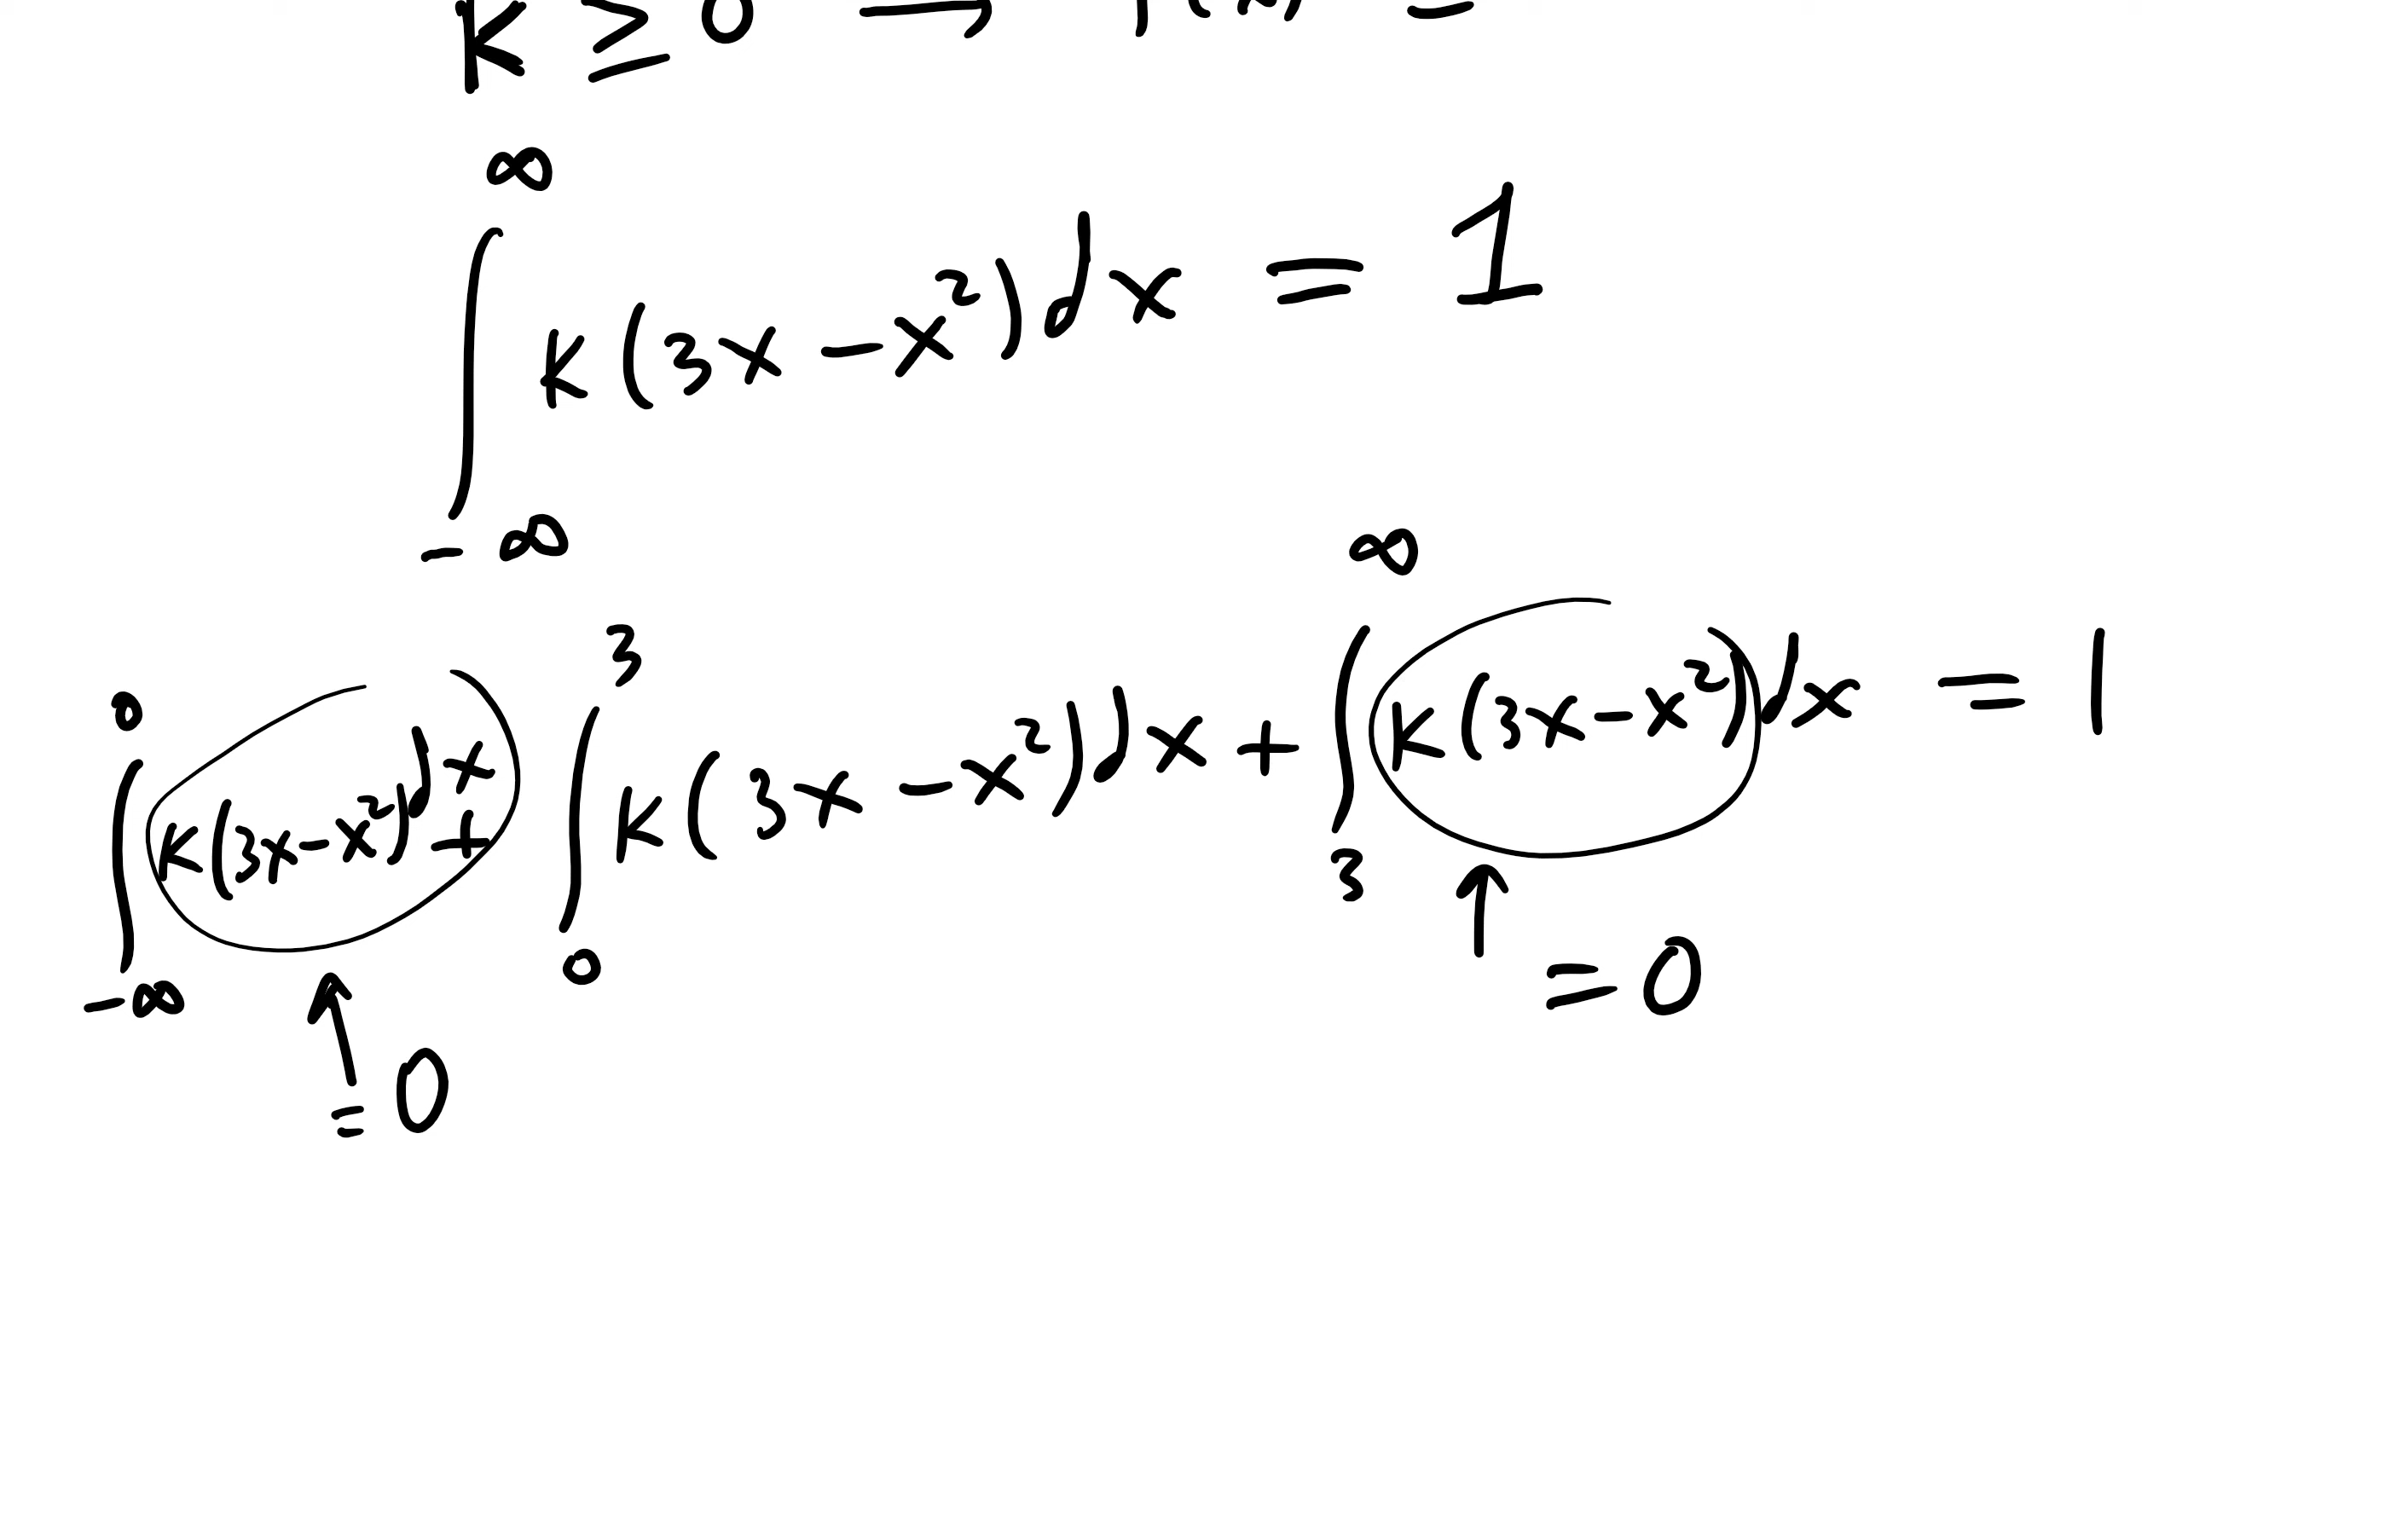 K ≥ 0 →
∫_{-∞}^{∞} K(3x - x²)dx = 1
∫_{-∞}^{0} K(3x - x²)dx + ∫_{0}^{3} K(3x - x²)dx + ∫_{3}^{∞} K(3x - x²)dx = 1
↑ = 0
↑ = 0